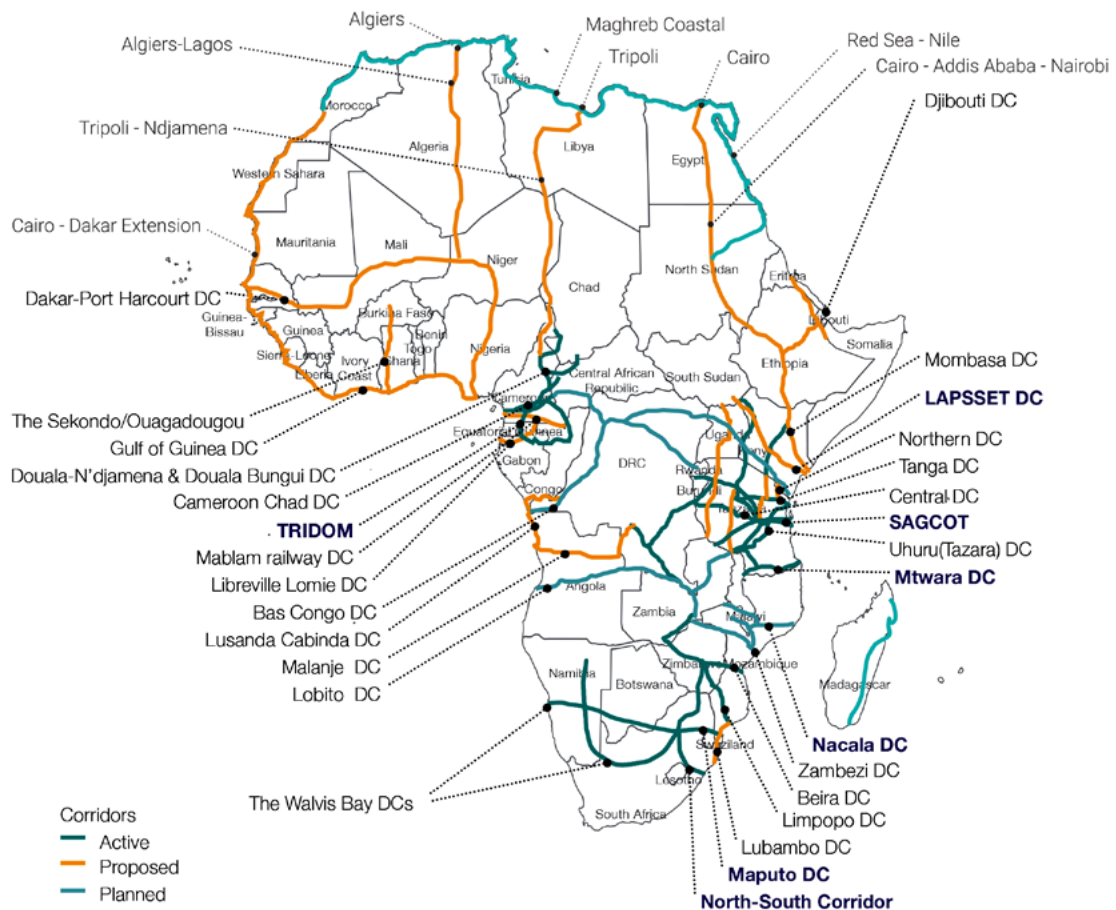 Algiers
Maghreb Coastal
Algiers-Lagos
Tripoli
Cairo
Red Sea - Nile
Cairo - Addis Ababa - Nairobi
Djibouti DC
Tunisia
Morocco
Tripoli - Ndjamena
Algeria
Libya
Egypt
Western Sahara
Cairo - Dakar Extension
Mauritania
Mali
Niger
Chad
North Sudan
Eritrea
Dakar-Port Harcourt DC
Djibouti
Guinea-
Bissau
Guinea
Burkina Faso
Benin
Togo
Nigeria
Somalia
Sierra-Leone
Liberia
Ivory
Coast
Ghana
Ethiopia
Central African
Republic
South Sudan
Mombasa DC
LAPSSET DC
The Sekondo/Ouagadougou
Cameroon
Gulf of Guinea DC
Equatorial Guinea
Uganda
Northern DC
Douala-N'djamena & Douala Bungui DC
Gabon
DRC
Rwanda
Tanga DC
Cameroon Chad DC
Congo
Burundi
Central DC
TRIDOM
SAGCOT
Mablam railway DC
Uhuru(Tazara) DC
Libreville Lomie DC
Mtwara DC
Bas Congo DC
Angola
Zambia
Malawi
Lusanda Cabinda DC
Malanje DC
Zimbabwe
Mozambique
Lobito DC
Namibia
Botswana
Madagascar
Swaziland
Nacala DC
Zambezi DC
Lesotho
The Walvis Bay DCs
Beira DC
South Africa
Limpopo DC
Corridors
Active
Lubambo DC
Proposed
Maputo DC
Planned
North-South Corridor